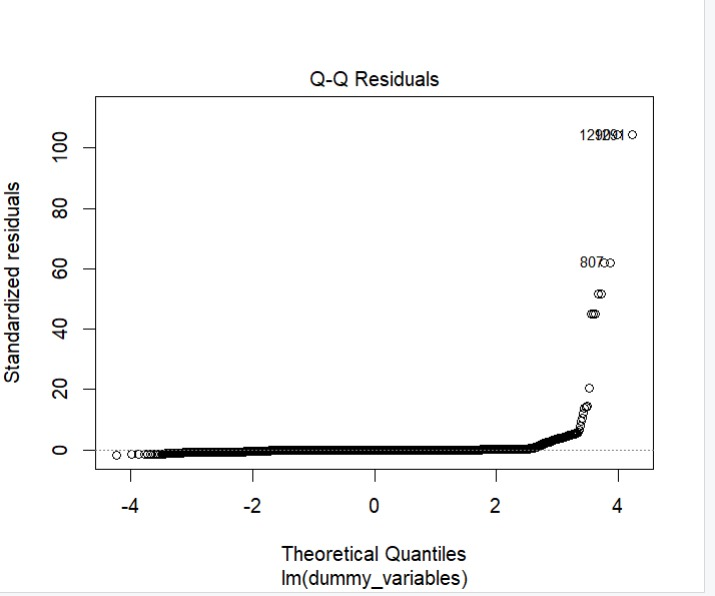 Q-Q Residuals
Standardized residuals
100
80
60
40
20
0
807
-4 -2 0 2 4
Theoretical Quantiles
lm(dummy_variables)